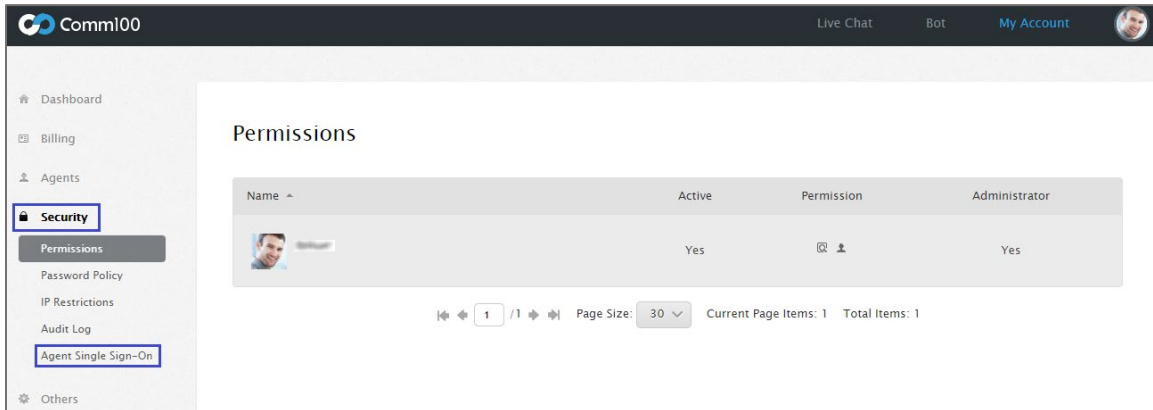 Comm100
Live Chat Bot My Account
Dashboard
Billing
Agents
Security
Permissions
Password Policy
IP Restrictions
Audit Log
Agent Single Sign-On
Others
Permissions
Name Active Permission Administrator
Yes Yes
1 /1 Page Size: 30 Current Page Items: 1 Total Items: 1